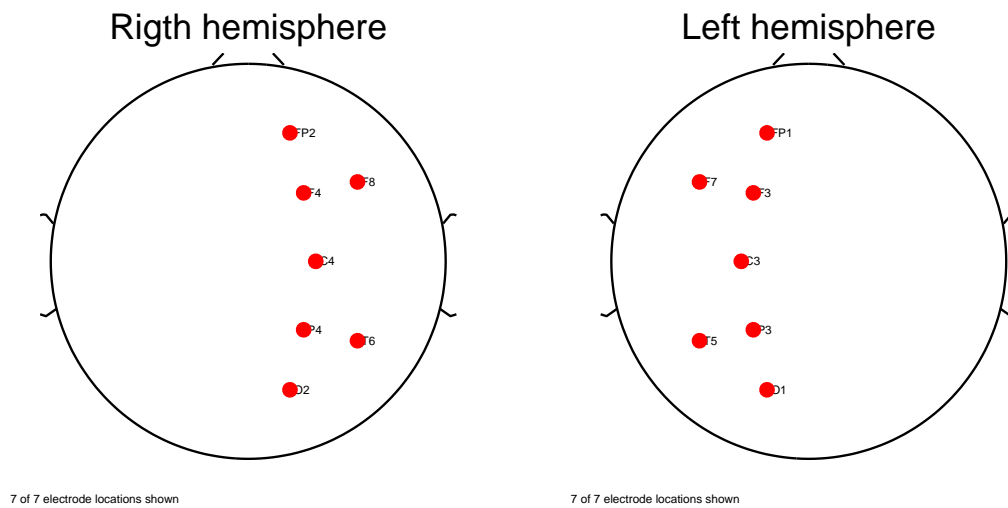 Rigth hemisphere
FP2
F4
F8
C4
P4
T6
O2
7 of 7 electrode locations shown
Left hemisphere
FP1
F7
F3
C3
P3
T5
O1
7 of 7 electrode locations shown